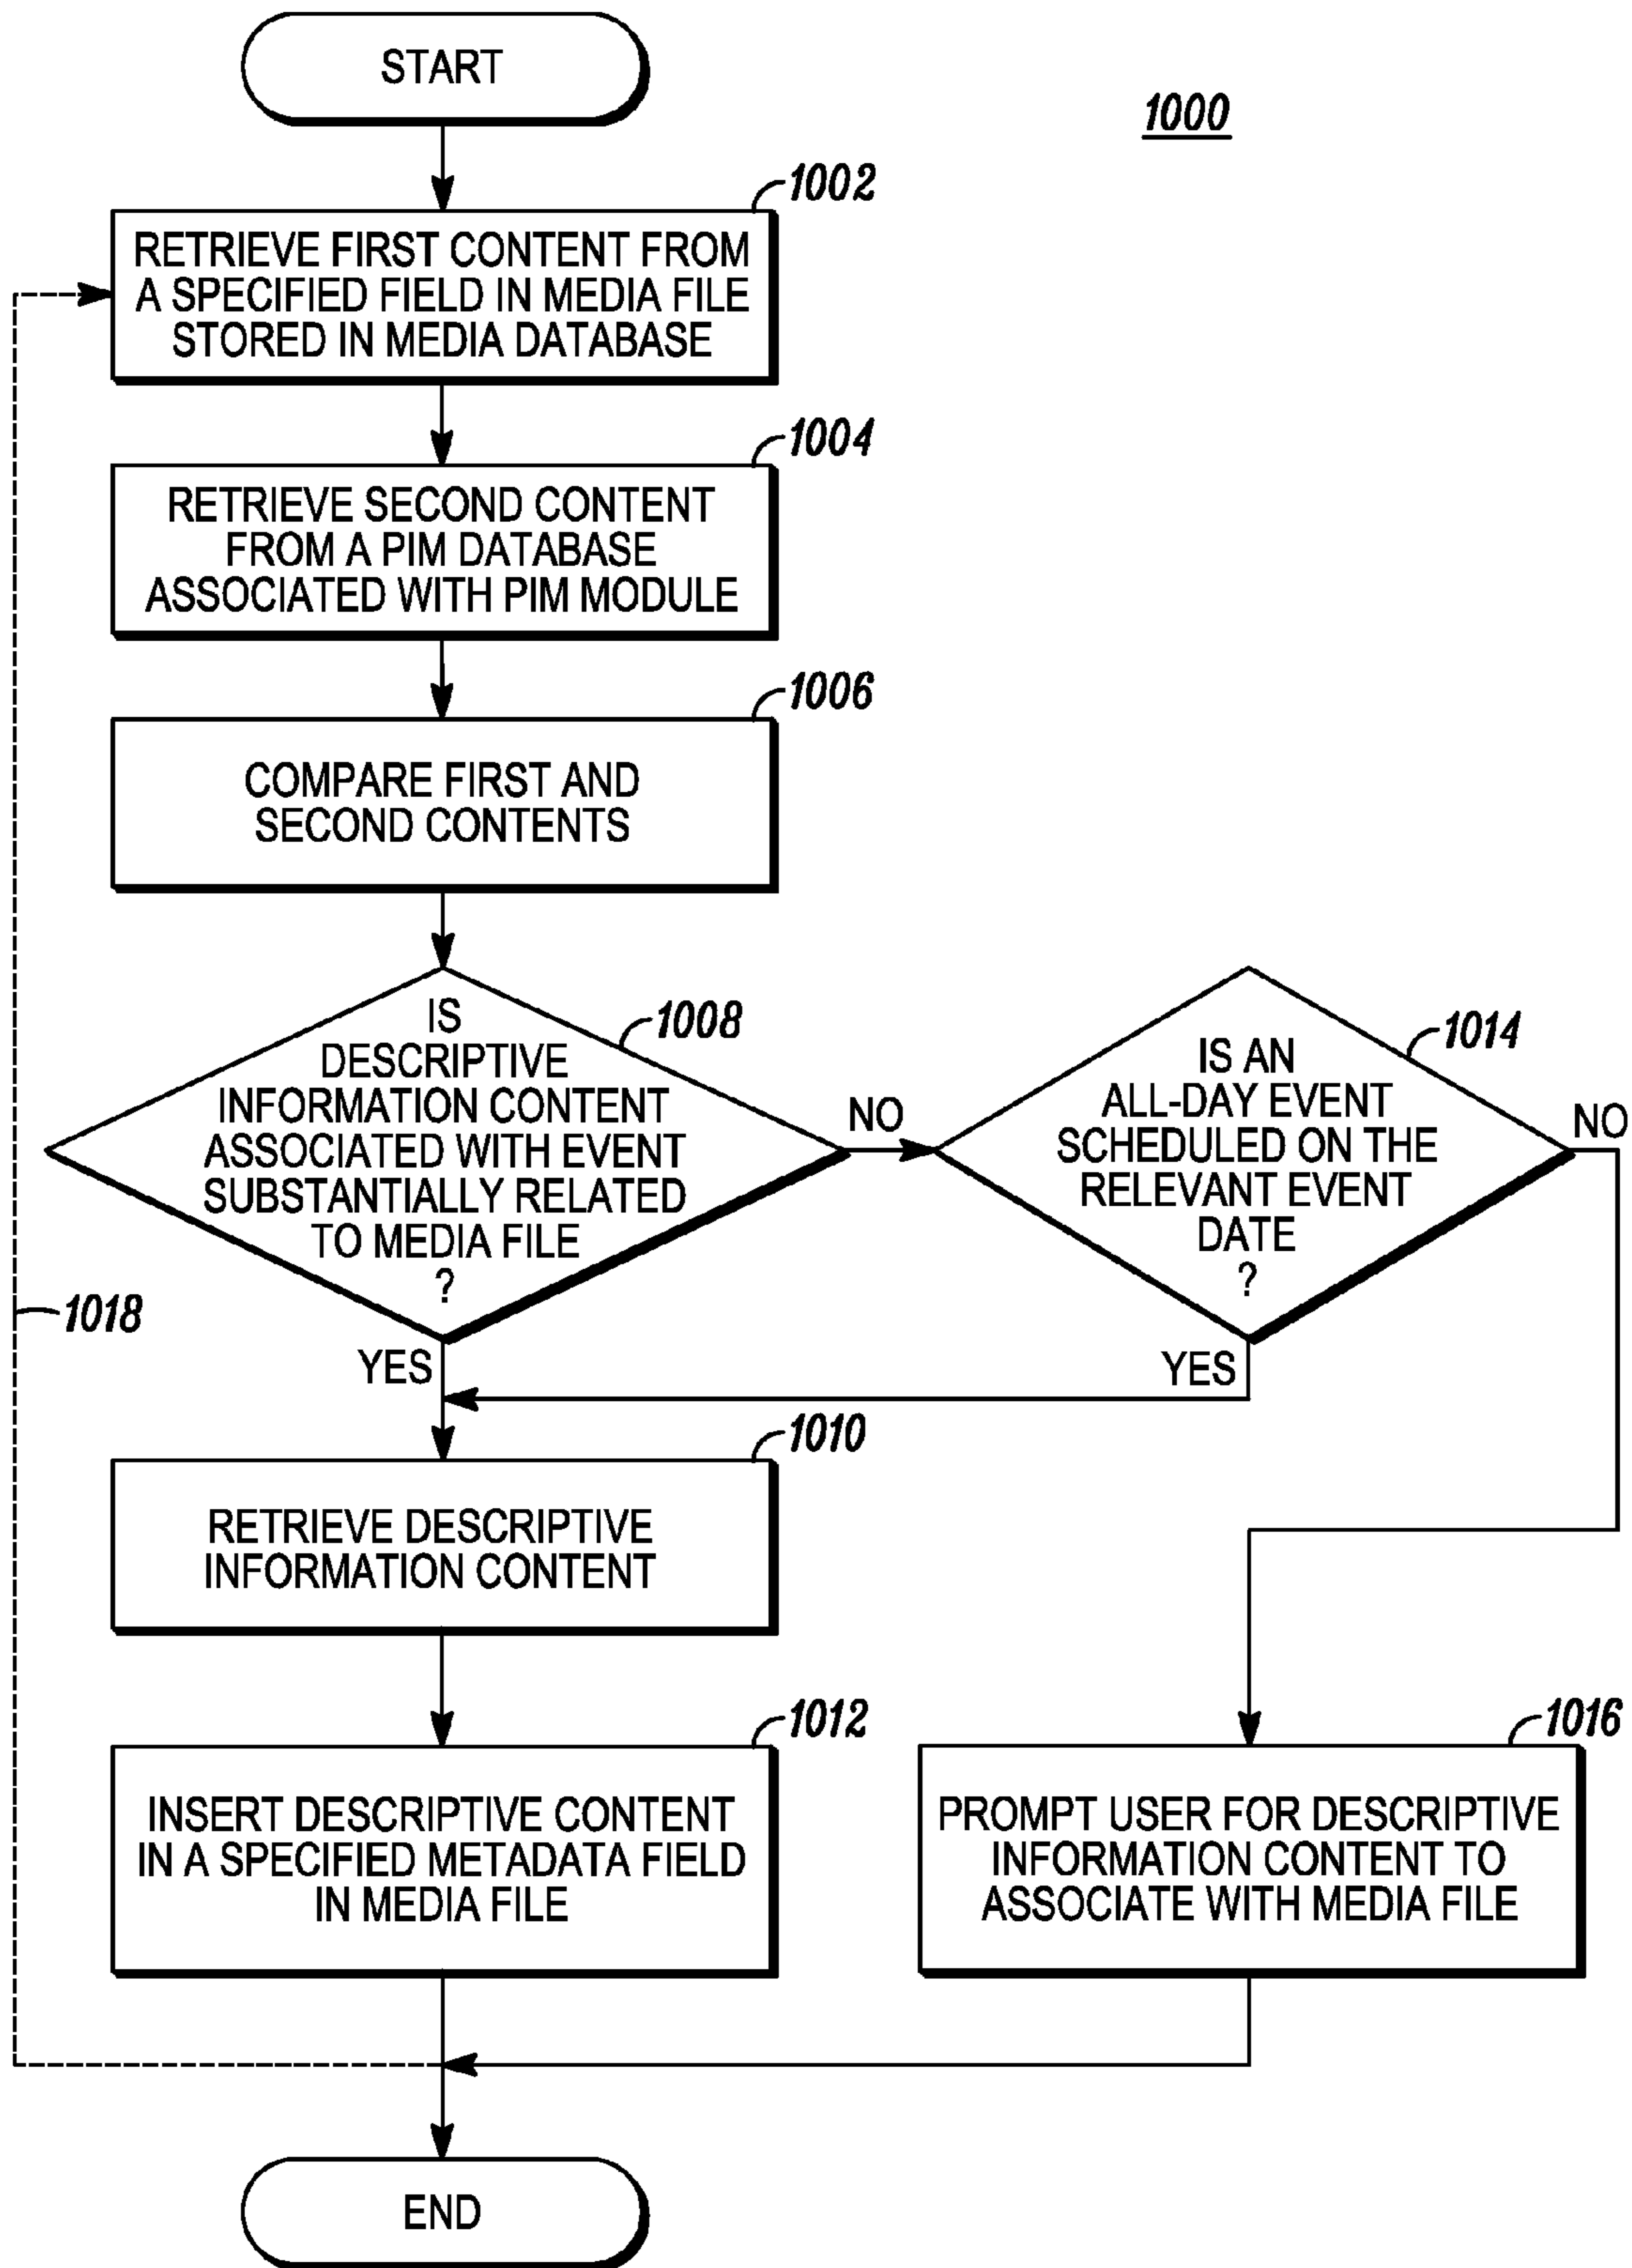 START
1000
1002
RETRIEVE FIRST CONTENT FROM
A SPECIFIED FIELD IN MEDIA FILE
STORED IN MEDIA DATABASE
1004
RETRIEVE SECOND CONTENT
FROM A PIM DATABASE
ASSOCIATED WITH PIM MODULE
1006
COMPARE FIRST AND
SECOND CONTENTS
1008
IS
DESCRIPTIVE
INFORMATION CONTENT
ASSOCIATED WITH EVENT
SUBSTANTIALLY RELATED
TO MEDIA FILE
?
NO
1014
IS AN
ALL-DAY EVENT
SCHEDULED ON THE
RELEVANT EVENT
DATE
?
NO
1018
YES
YES
1010
RETRIEVE DESCRIPTIVE
INFORMATION CONTENT
1012
INSERT DESCRIPTIVE CONTENT
IN A SPECIFIED METADATA FIELD
IN MEDIA FILE
1016
PROMPT USER FOR DESCRIPTIVE
INFORMATION CONTENT TO
ASSOCIATE WITH MEDIA FILE
END